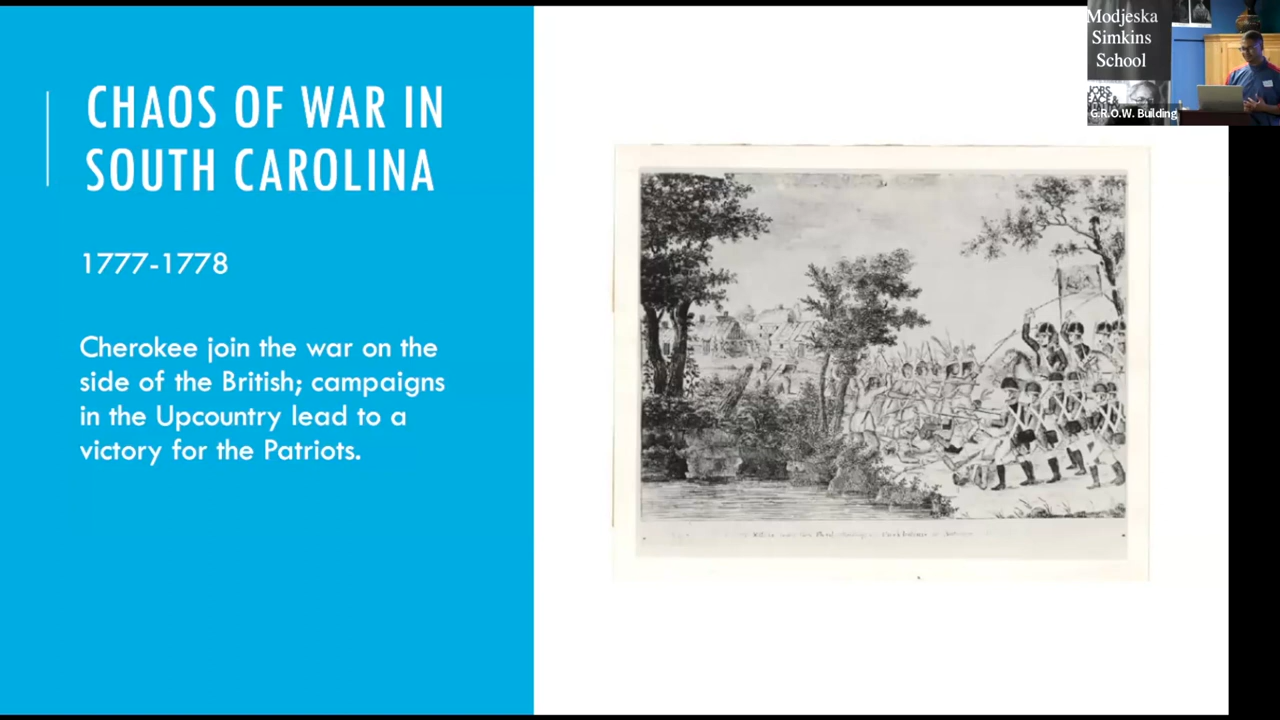 CHAOS OF WAR IN
SOUTH CAROLINA
1777-1778
Cherokee join the war on the
side of the British; campaigns
in the Upcountry lead to a
victory for the Patriots.
Modjeska
Simkins
School
JOBS,
G.R.O.W. Building